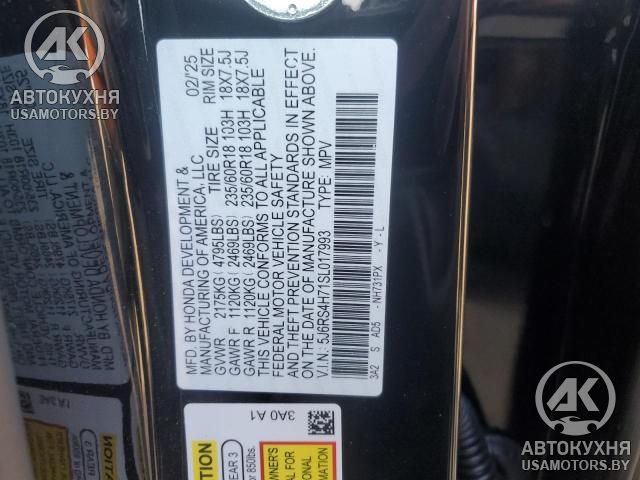 АВТОКУХНЯ
USAMOTORS.BY
MFD. BY HONDA DEVELOPMENT &
MANUFACTURING OF AMERICA, LLC 02/'25
TIRE SIZE RIM SIZE
GVWR 2175KG ( 4795LBS)
GAWR F 1120KG ( 2469LBS) 235/60R18 103H 18X7.5J
GAWR R 1120KG ( 2469LBS) 235/60R18 103H 18X7.5J
THIS VEHICLE CONFORMS TO ALL APPLICABLE
FEDERAL MOTOR VEHICLE SAFETY
AND THEFT PREVENTION STANDARDS IN EFFECT
ON THE DATE OF MANUFACTURE SHOWN ABOVE.
V.I.N.: 5J6RS4H71SL017993 TYPE: MPV
3A2 S AD5 - NH731PX - Y - L
3A0 A1
АВТОКУХНЯ
USAMOTORS.BY